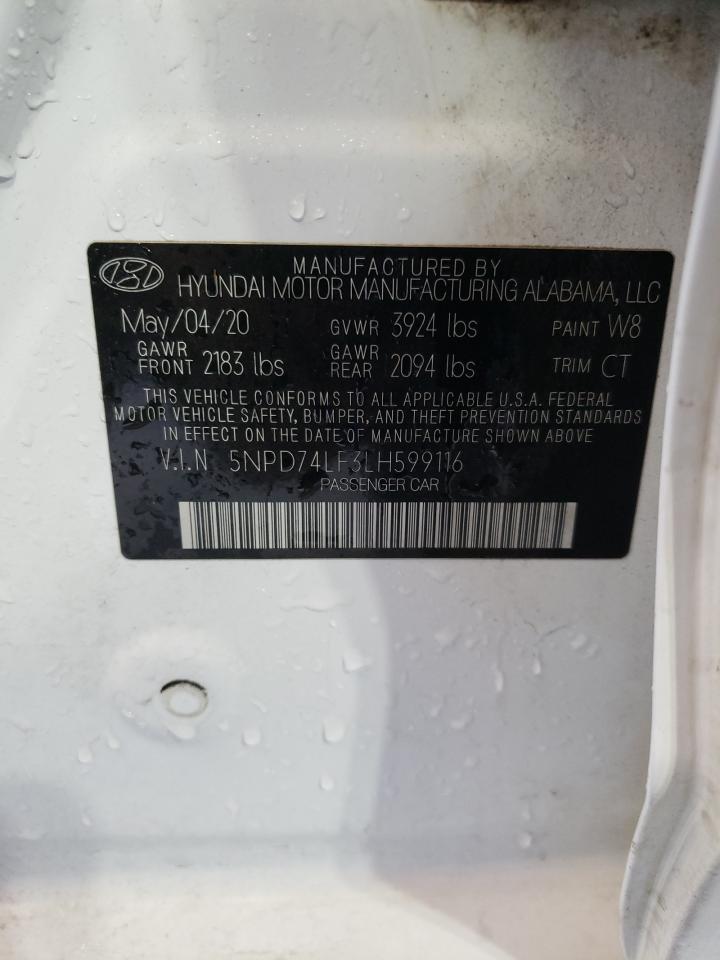 MANUFACTURED BY
HYUNDAI MOTOR MANUFACTURING ALABAMA, LLC
May/04/20 GVWR 3924 lbs PAINT W8
GAWR FRONT 2183 lbs GAWR REAR 2094 lbs TRIM CT
THIS VEHICLE CONFORMS TO ALL APPLICABLE U.S.A. FEDERAL
MOTOR VEHICLE SAFETY, BUMPER, AND THEFT PREVENTION STANDARDS
IN EFFECT ON THE DATE OF MANUFACTURE SHOWN ABOVE
V.I.N 5NPD74LF3LH599116
PASSENGER CAR